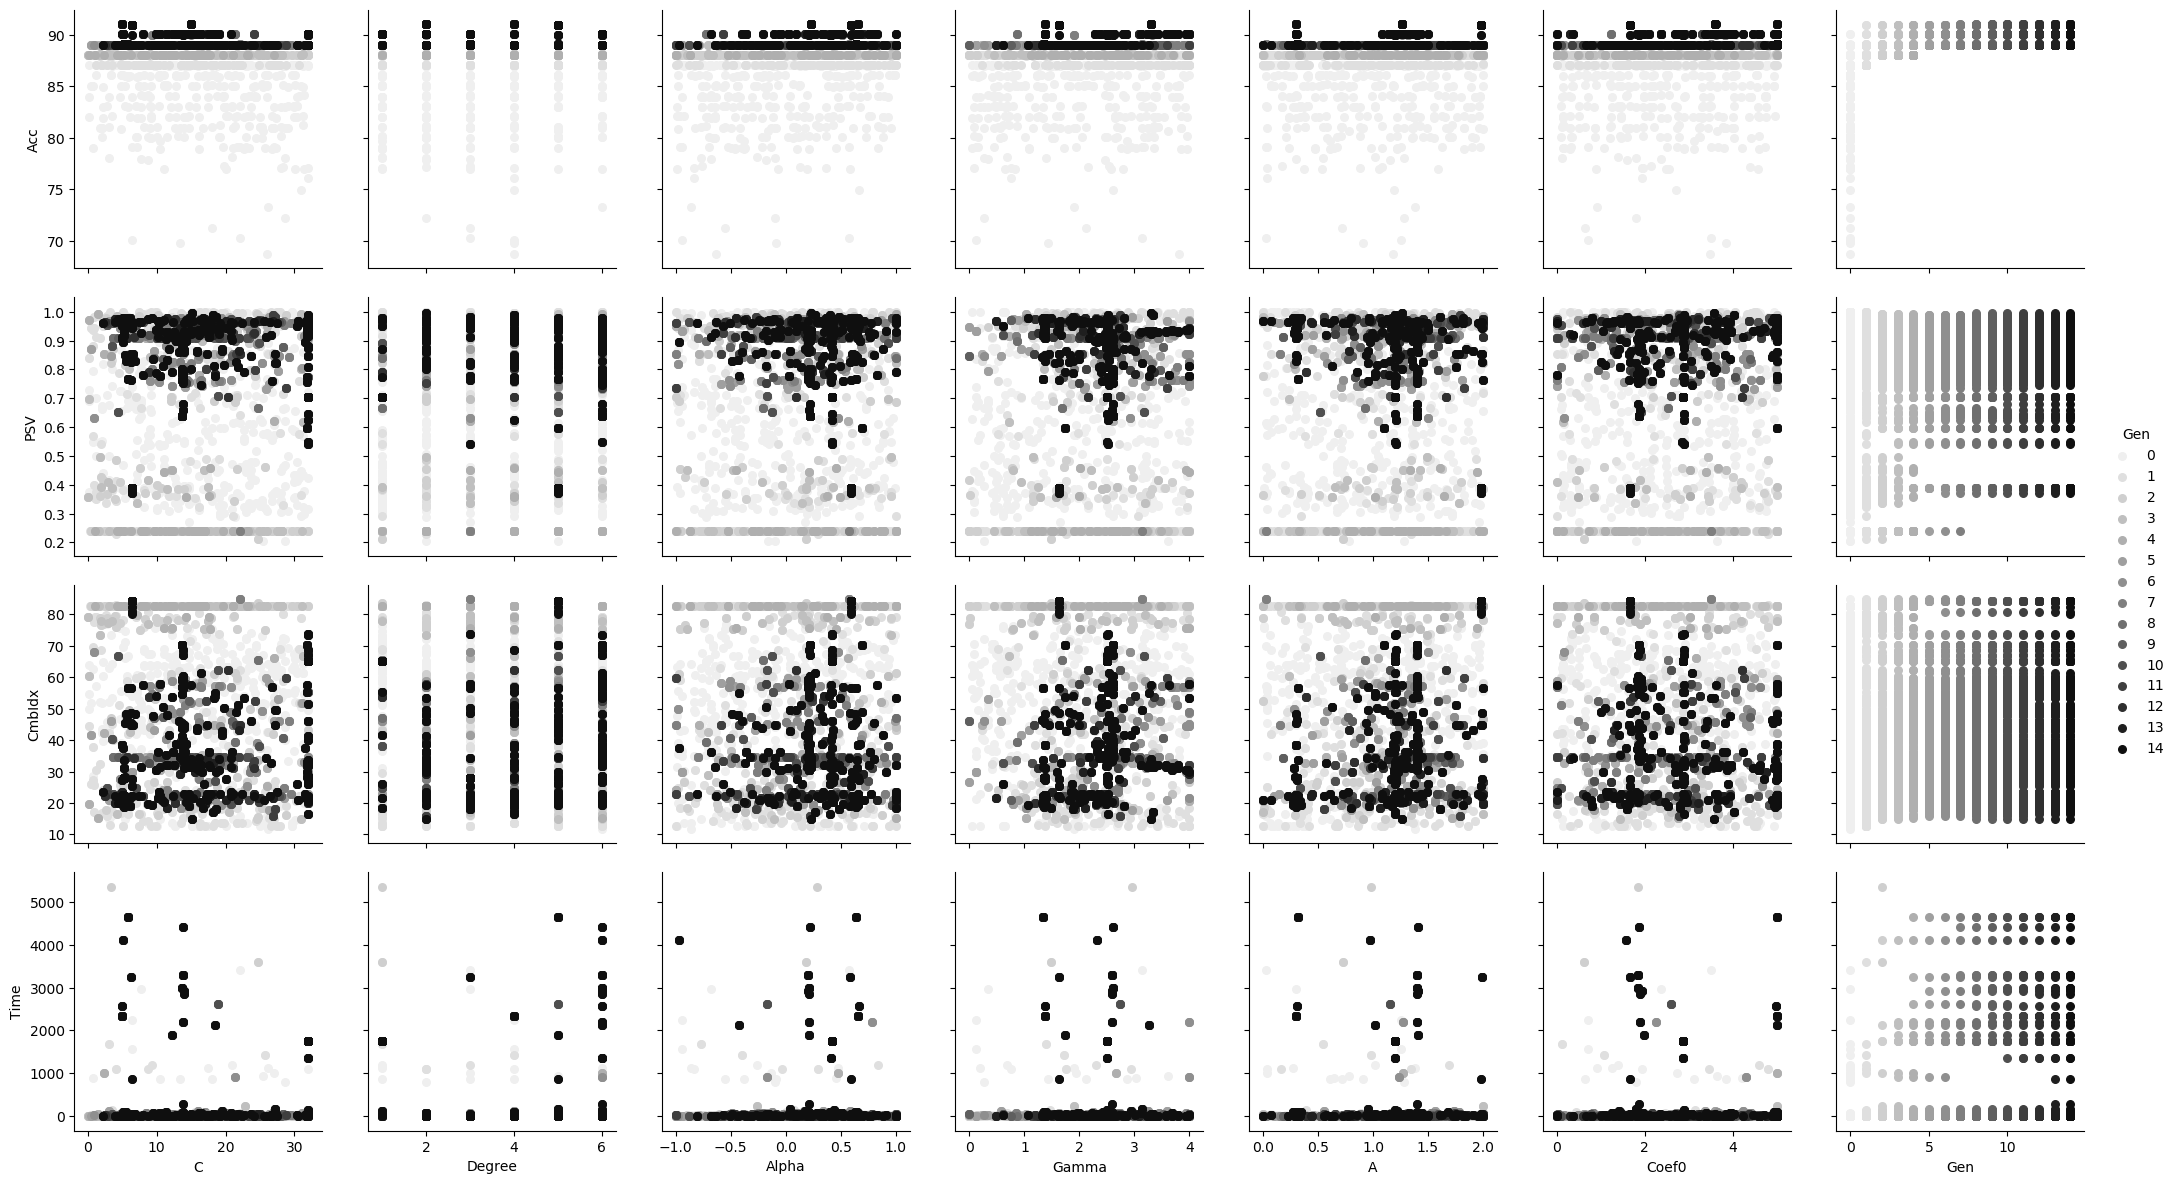 90
85
80
75
70
Acc
1.0
0.9
0.8
0.7
0.6
0.5
0.4
0.3
0.2
PSV
80
70
60
50
40
30
20
10
CmbIdx
5000
4000
3000
2000
1000
0
Time
0 10 20 30
C
2 4 6
Degree
−1.0 −0.5 0.0 0.5 1.0
Alpha
0 1 2 3 4
Gamma
0.0 0.5 1.0 1.5 2.0
A
0 2 4
Coef0
0 5 10
Gen
Gen
0
1
2
3
4
5
6
7
8
9
10
11
12
13
14